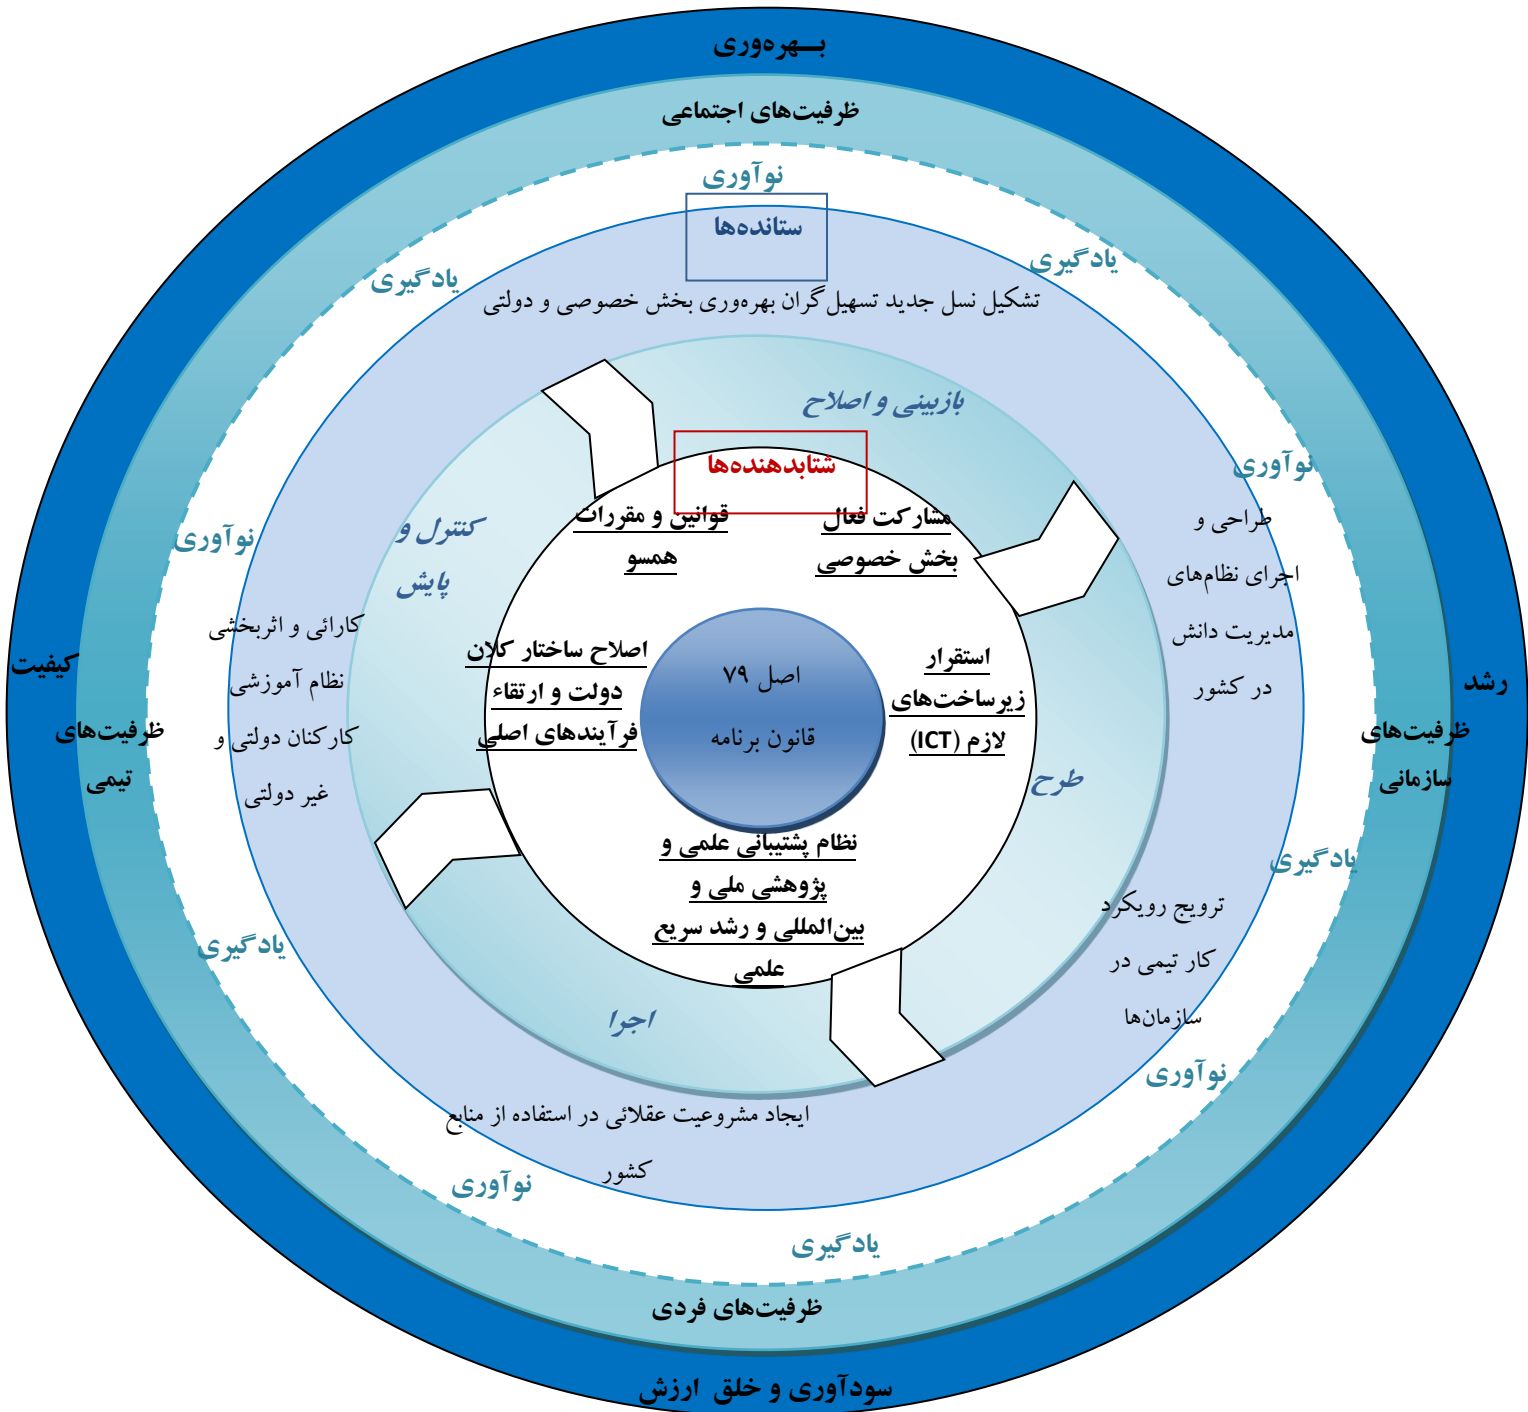 بـــهره‌وری
ظرفیت‌های اجتماعی
نوآوری
ستانده‌ها
یادگیری
یادگیری
تشکیل نسل جدید تسهیل‌گران بهره‌وری بخش خصوصی و دولتی
بازبینی و اصلاح
شتابدهنده‌ها
نوآوری
مشارکت فعال
بخش خصوصی
قوانین و مقررات
همسو
کنترل و
پایش
نوآوری
طراحی و
اجرای نظام‌های
مدیریت دانش
در کشور
کارائی و اثربخشی
نظام آموزشی
کارکنان دولتی و
غیر دولتی
استقرار
زیرساخت‌های
لازم (ICT)
اصل ۷۹
قانون برنامه
اصلاح ساختار کلان
دولت و ارتقاء
فرآیندهای اصلی
کیفیت
رشد
ظرفیت‌های
سازمانی
ظرفیت‌های
تیمی
طرح
نظام پشتیبانی علمی و
پژوهشی ملی و
بین‌المللی و رشد سریع
علمی
یادگیری
ترویج رویکرد
کار تیمی در
سازمان‌ها
یادگیری
اجرا
نوآوری
ایجاد مشروعیت عقلائی در استفاده از منابع
کشور
نوآوری
یادگیری
ظرفیت‌های فردی
سودآوری و خلق ارزش